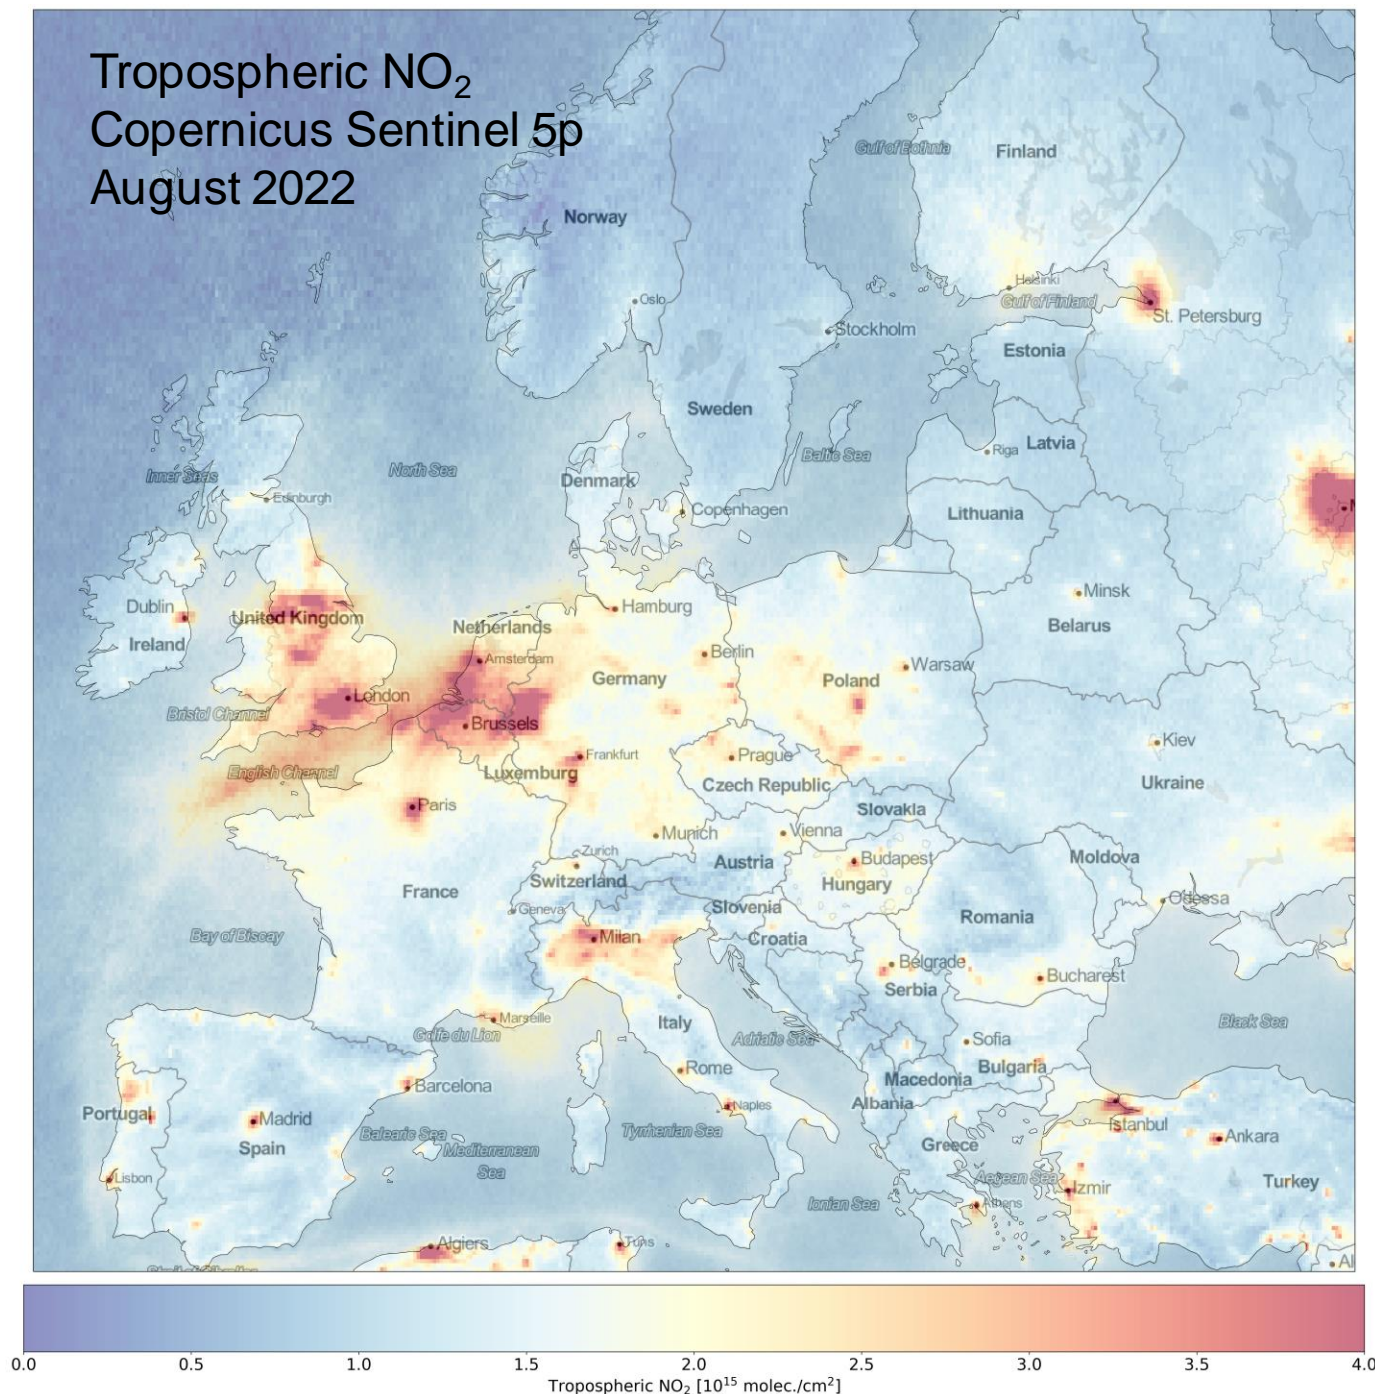 Tropospheric NO₂
Copernicus Sentinel 5p
August 2022
Gulf of Bothnia
Finland
Norway
Helsinki
Oslo
Gulf of Finland
St. Petersburg
Stockholm
Estonia
Sweden
Latvia
Riga
Baltic Sea
North Sea
Inner Seas
Denmark
Edinburgh
Copenhagen
Lithuania
Minsk
Dublin
Hamburg
United Kingdom
Netherlands
Belarus
Ireland
Berlin
Amsterdam
Warsaw
Germany
Poland
London
Bristol Channel
Brussels
Kiev
Frankfurt
Prague
English Channel
Luxemburg
Czech Republic
Ukraine
Paris
Slovakia
Munich
Vienna
Zurich
Budapest
Moldova
Austria
Switzerland
Hungary
France
Odessa
Geneva
Slovenia
Romania
Bay of Biscay
Milan
Croatia
Belgrade
Bucharest
Serbia
Marseille
Italy
Black Sea
Golfe du Lion
Adriatic Sea
Sofia
Rome
Bulgaria
Barcelona
Macedonia
Portugal
Madrid
Naples
Albania
Balearic Sea
Tyrrhenian Sea
Istanbul
Spain
Mediterranean
Sea
Greece
Ankara
Lisbon
Aegean Sea
Izmir
Turkey
Ionian Sea
Athens
Algiers
Tunis
Al
0.0 0.5 1.0 1.5 2.0 2.5 3.0 3.5 4.0
Tropospheric NO₂ [10¹⁵ molec./cm²]